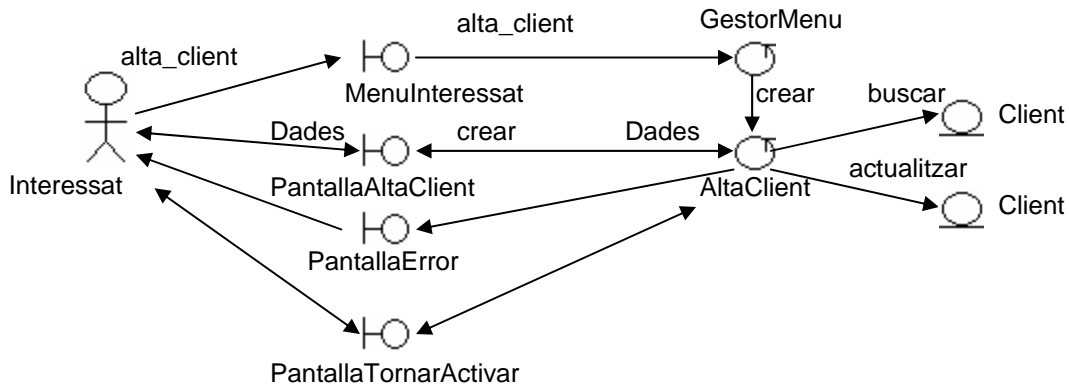 GestorMenu
alta_client
alta_client
MenuInteressat
crear
buscar
Client
Dades
crear
Dades
Interessat
PantallaAltaClient
AltaClient
actualitzar
Client
PantallaError
PantallaTornarActivar